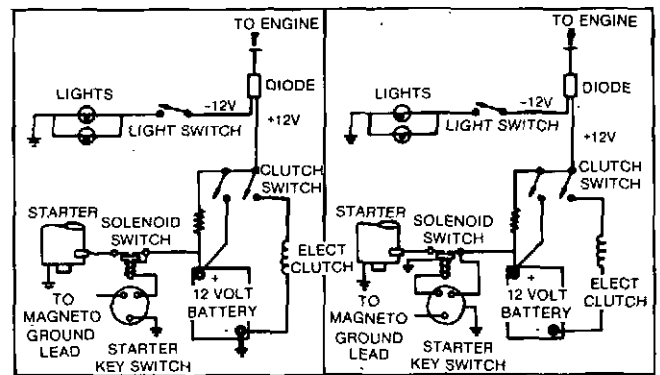 TO ENGINE
DIODE
LIGHTS
-12V
LIGHT SWITCH
+12V
CLUTCH
SWITCH
STARTER
SOLENOID
SWITCH
ELECT
CLUTCH
+
12 VOLT
BATTERY
TO
MAGNETO
GROUND
LEAD
STARTER
KEY SWITCH
TO ENGINE
DIODE
LIGHTS
-12V
LIGHT SWITCH
+12V
CLUTCH
SWITCH
STARTER
SOLENOID
SWITCH
+
12 VOLT
BATTERY
ELECT
CLUTCH
TO
MAGNETO
GROUND
LEAD
STARTER
KEY SWITCH